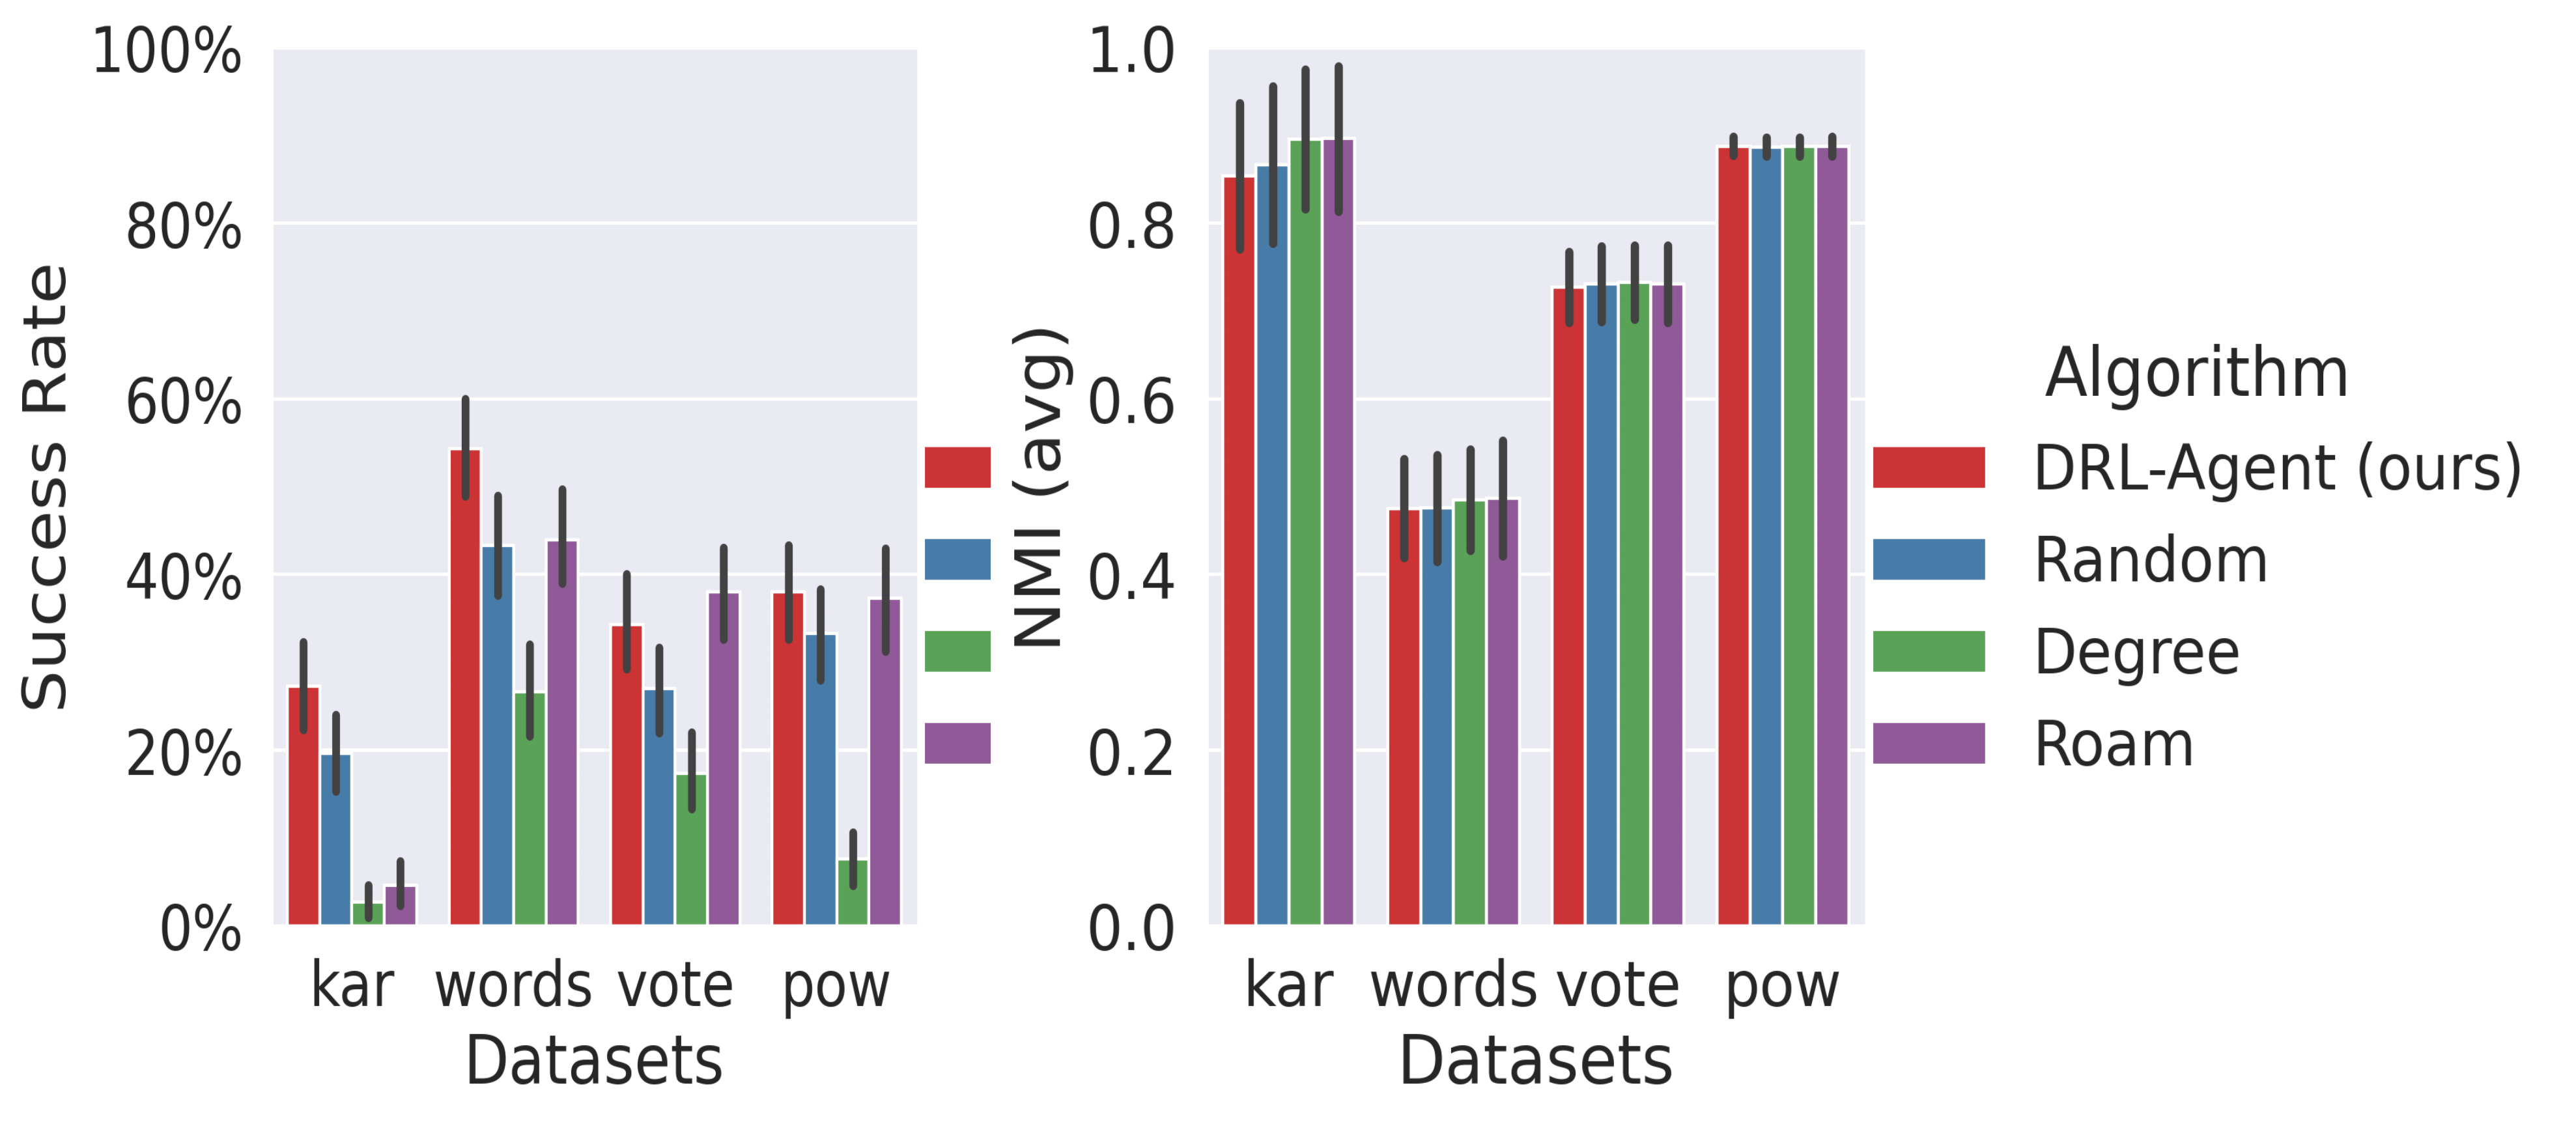 Success Rate
100%
80%
60%
40%
20%
0%
kar words vote pow
Datasets
NMI (avg)
1.0
0.8
0.6
0.4
0.2
0.0
kar words vote pow
Datasets
Algorithm
DRL-Agent (ours)
Random
Degree
Roam